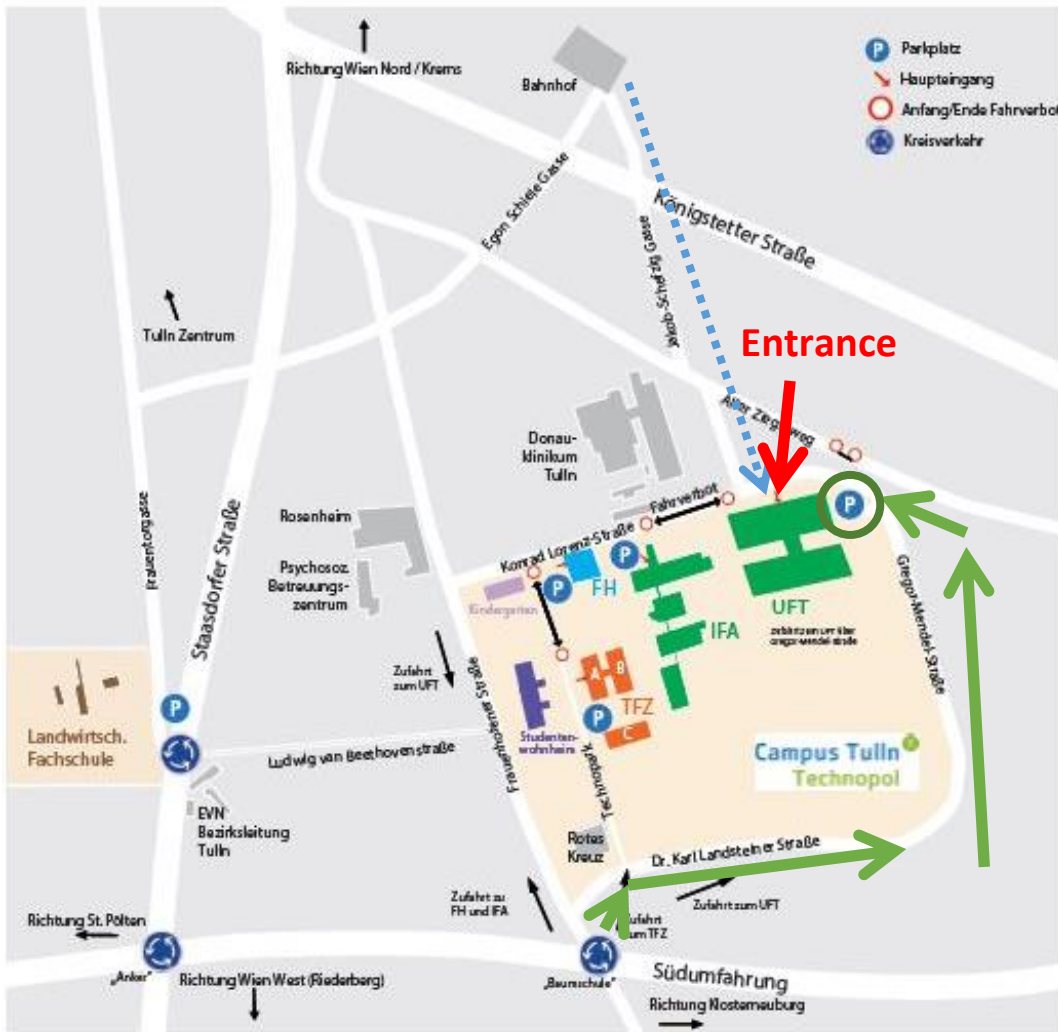 Richtung Wien Nord / Krems
Bahnhof
P Parkplatz
Haupteingang
Anfang/Ende Fahrverbot
Kreisverkehr
Egon Schiele Gasse
Königstetter Straße
Tulln Zentrum
Entrance
Alter Ziegelweg
Donau-
klinikum
Tulln
Fahrverbot
P
Rosenheim
Konrad Lorenz-Straße
P
Frauentorgasse
Staasdorfer Straße
Psychosoz.
Betreuungs-
zentrum
P
FH
Kindergarten
UFT
Gregor-Mendel-Straße
IFA
Zufahrt
zum UFT
A
B
TFZ
P
C
P
Studenten-
wohnheim
Landwirtsch.
Fachschule
Ludwig van Beethovenstraße
Frauenhofener Straße
Technopark
Campus Tulln
Technopol
EVN
Bezirksleitung
Tulln
Rotes
Kreuz
Dr. Karl Landsteiner Straße
Zufahrt zu
FH und IFA
Zufahrt zum UFT
Zufahrt
zum TFZ
Richtung St. Pölten
„Anker"
Richtung Wien West (Riederberg)
„Baumschule"
Südumfahrung
Richtung Klosterneuburg